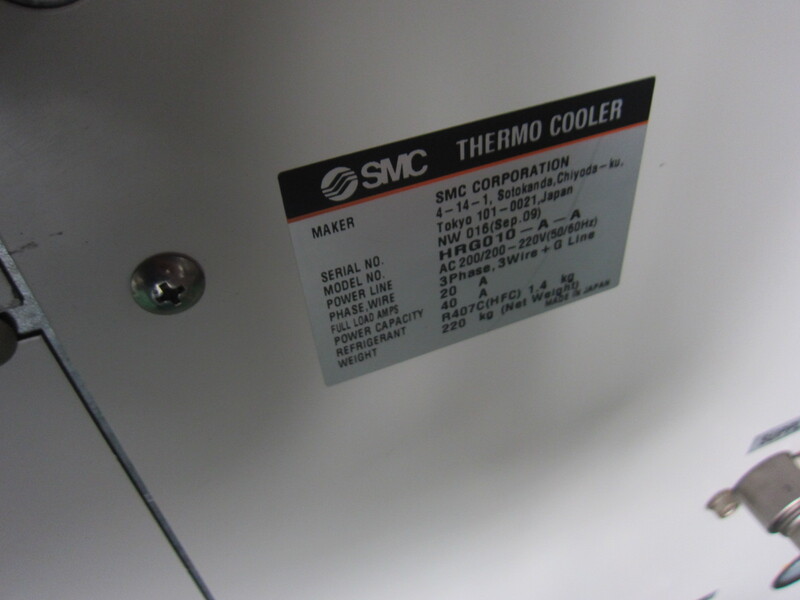 SMC THERMO COOLER
MAKER SMC CORPORATION
4-14-1, Sotokanda,Chiyoda-ku,
Tokyo 101-0021,Japan
SERIAL NO. NW 016(Sep.09)
MODEL NO. HRG010-A-A
POWER LINE AC 200/200-220V(50/60Hz)
PHASE,WIRE 3Phase,3Wire+G Line
FULL LOAD AMPS 20 A
POWER CAPACITY 40 A
REFRIGERANT R407C(HFC) 1.4 kg
WEIGHT 220 kg (Net Weight)
MADE IN JAPAN